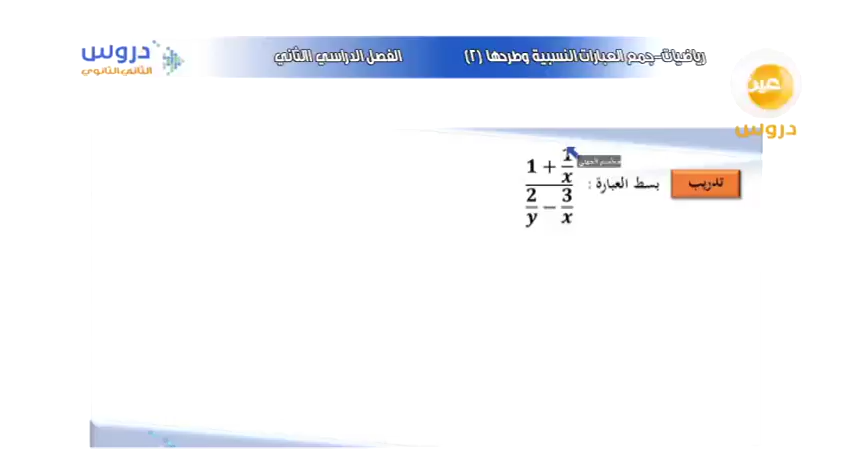 دروس
الثاني الثانوي
الفصل الدراسي الثاني
رياضيات-جمع العبارات النسبية وطرحها (٢)
عين
دروس
تدريب
بسط العبارة :
1 + 1/x
2/y − 3/x